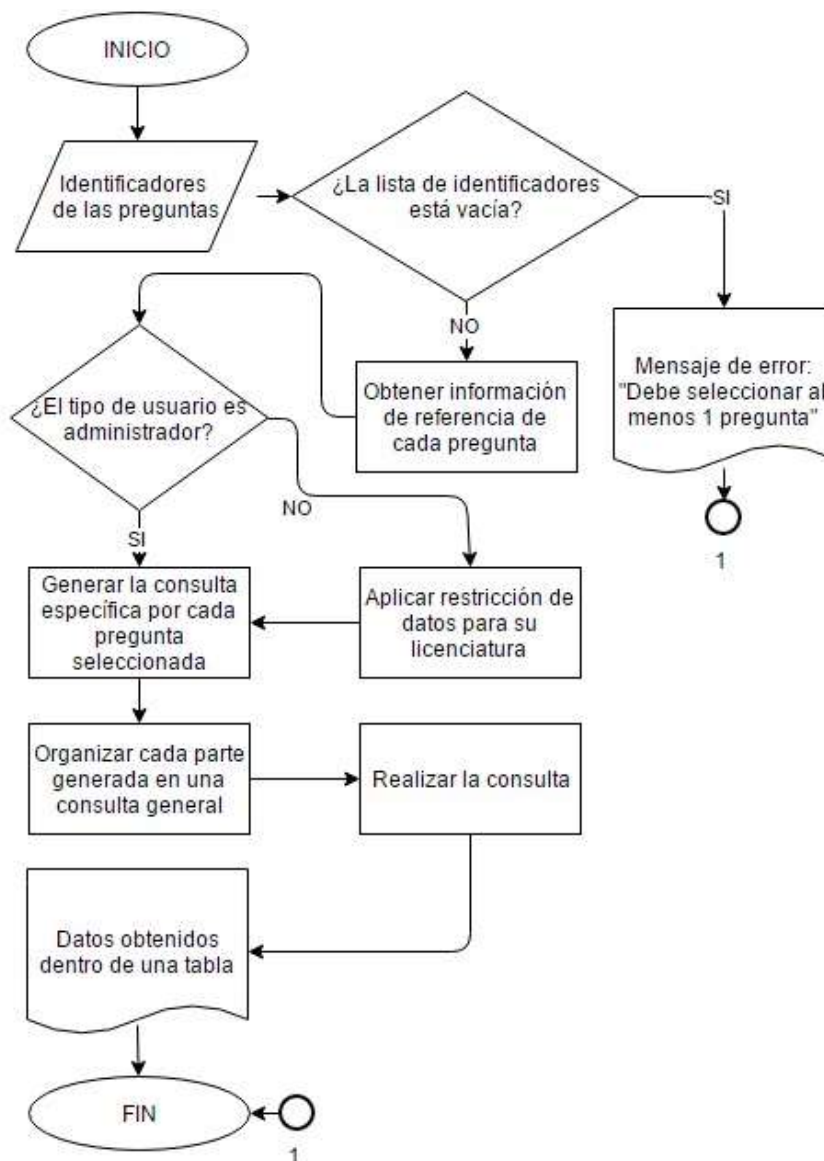 INICIO
Identificadores
de las preguntas
¿La lista de identificadores
está vacía?
SI
NO
Mensaje de error:
"Debe seleccionar al
menos 1 pregunta"
1
Obtener información
de referencia de
cada pregunta
¿El tipo de usuario es
administrador?
NO
SI
Generar la consulta
específica por cada
pregunta
seleccionada
Aplicar restricción de
datos para su
licenciatura
Organizar cada parte
generada en una
consulta general
Realizar la consulta
Datos obtenidos
dentro de una tabla
FIN
1